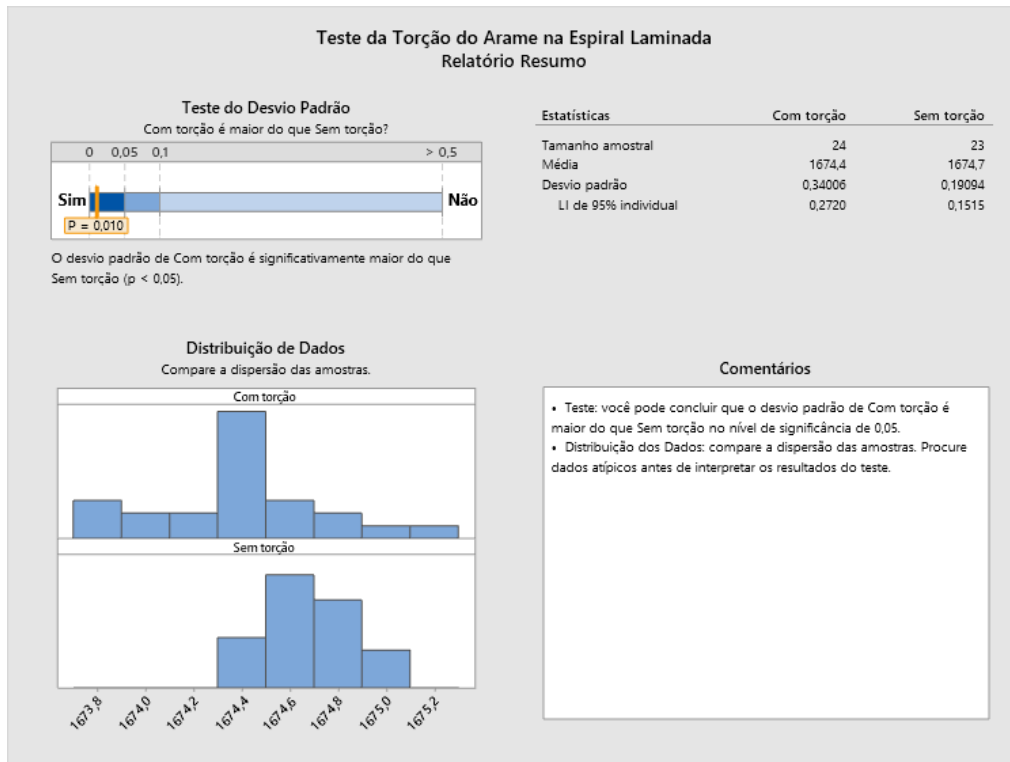 Teste da Torção do Arame na Espiral Laminada
Relatório Resumo
Teste do Desvio Padrão
Com torção é maior do que Sem torção?
0 0,05 0,1 > 0,5
Sim Não
P = 0,010
O desvio padrão de Com torção é significativamente maior do que
Sem torção (p < 0,05).
Estatísticas Com torção Sem torção
Tamanho amostral 24 23
Média 1674,4 1674,7
Desvio padrão 0,34006 0,19094
LI de 95% individual 0,2720 0,1515
Distribuição de Dados
Compare a dispersão das amostras.
Com torção
Sem torção
1673,8 1674,0 1674,2 1674,4 1674,6 1674,8 1675,0 1675,2
Comentários
• Teste: você pode concluir que o desvio padrão de Com torção é
maior do que Sem torção no nível de significância de 0,05.
• Distribuição dos Dados: compare a dispersão das amostras. Procure
dados atípicos antes de interpretar os resultados do teste.